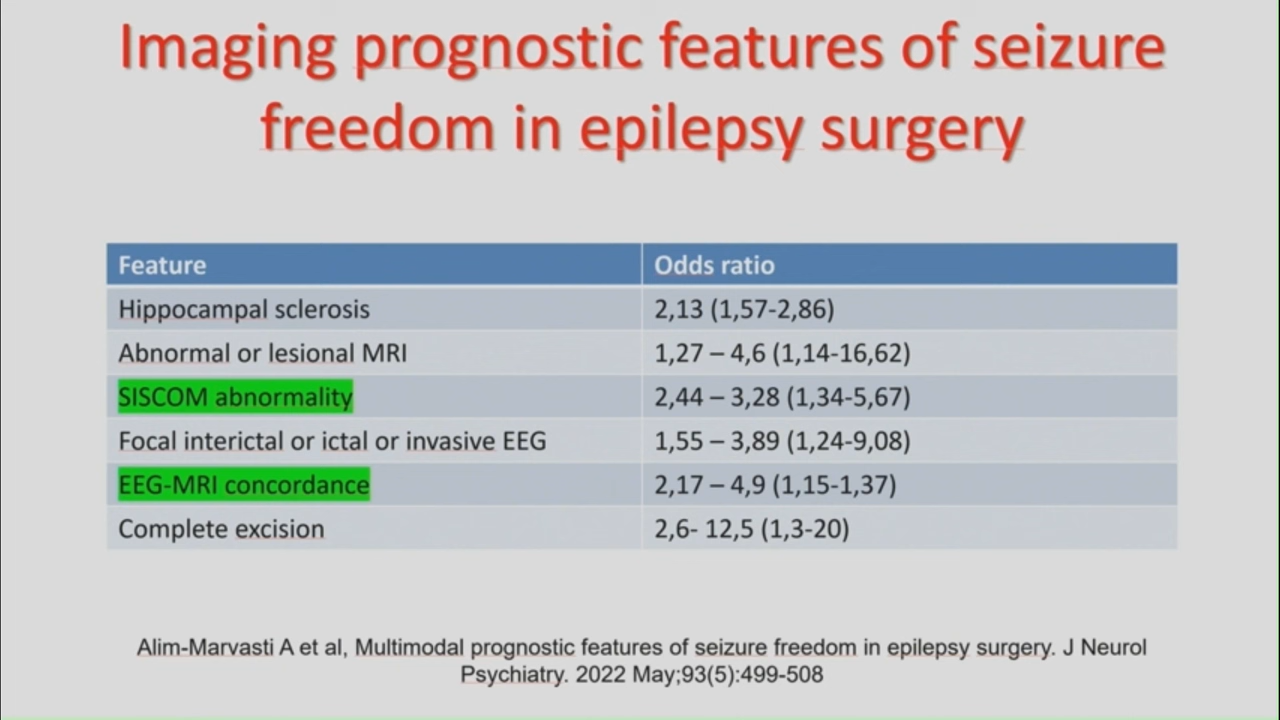 Imaging prognostic features of seizure
freedom in epilepsy surgery
Feature Odds ratio
Hippocampal sclerosis 2,13 (1,57-2,86)
Abnormal or lesional MRI 1,27 – 4,6 (1,14-16,62)
SISCOM abnormality 2,44 – 3,28 (1,34-5,67)
Focal interictal or ictal or invasive EEG 1,55 – 3,89 (1,24-9,08)
EEG-MRI concordance 2,17 – 4,9 (1,15-1,37)
Complete excision 2,6- 12,5 (1,3-20)
Alim-Marvasti A et al, Multimodal prognostic features of seizure freedom in epilepsy surgery. J Neurol
Psychiatry. 2022 May;93(5):499-508